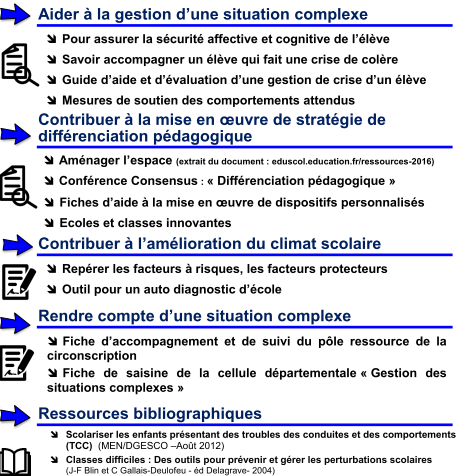 Aider à la gestion d’une situation complexe
Pour assurer la sécurité affective et cognitive de l’élève
Savoir accompagner un élève qui fait une crise de colère
Guide d’aide et d’évaluation d’une gestion de crise d’un élève
Mesures de soutien des comportements attendus
Contribuer à la mise en œuvre de stratégie de
différenciation pédagogique
Aménager l’espace (extrait du document : eduscol.education.fr/ressources-2016)
Conférence Consensus : « Différenciation pédagogique »
Fiches d’aide à la mise en œuvre de dispositifs personnalisés
Ecoles et classes innovantes
Contribuer à l’amélioration du climat scolaire
Repérer les facteurs à risques, les facteurs protecteurs
Outil pour un auto diagnostic d’école
Rendre compte d’une situation complexe
Fiche d’accompagnement et de suivi du pôle ressource de la
circonscription
Fiche de saisine de la cellule départementale « Gestion des
situations complexes »
Ressources bibliographiques
Scolariser les enfants présentant des troubles des conduites et des comportements
(TCC) (MEN/DGESCO –Août 2012)
Classes difficiles : Des outils pour prévenir et gérer les perturbations scolaires
(J-F Blin et C Gallais-Deulofeu - éd Delagrave- 2004)